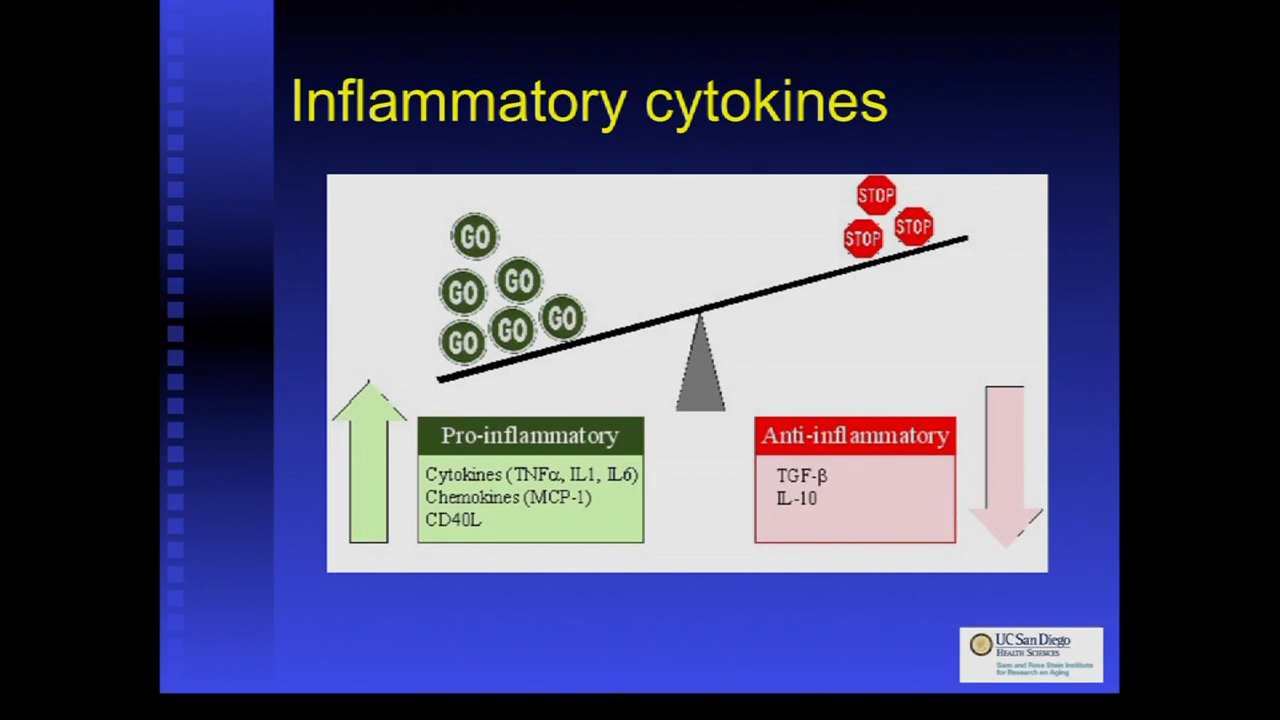 Inflammatory cytokines
STOP
STOP
STOP
GO
GO
GO
GO
GO
GO
Pro-inflammatory
Cytokines (TNFα, IL1, IL6)
Chemokines (MCP-1)
CD40L
Anti-inflammatory
TGF-β
IL-10
UC San Diego
HEALTH SCIENCES
Sam and Rose Stein Institute
for Research on Aging